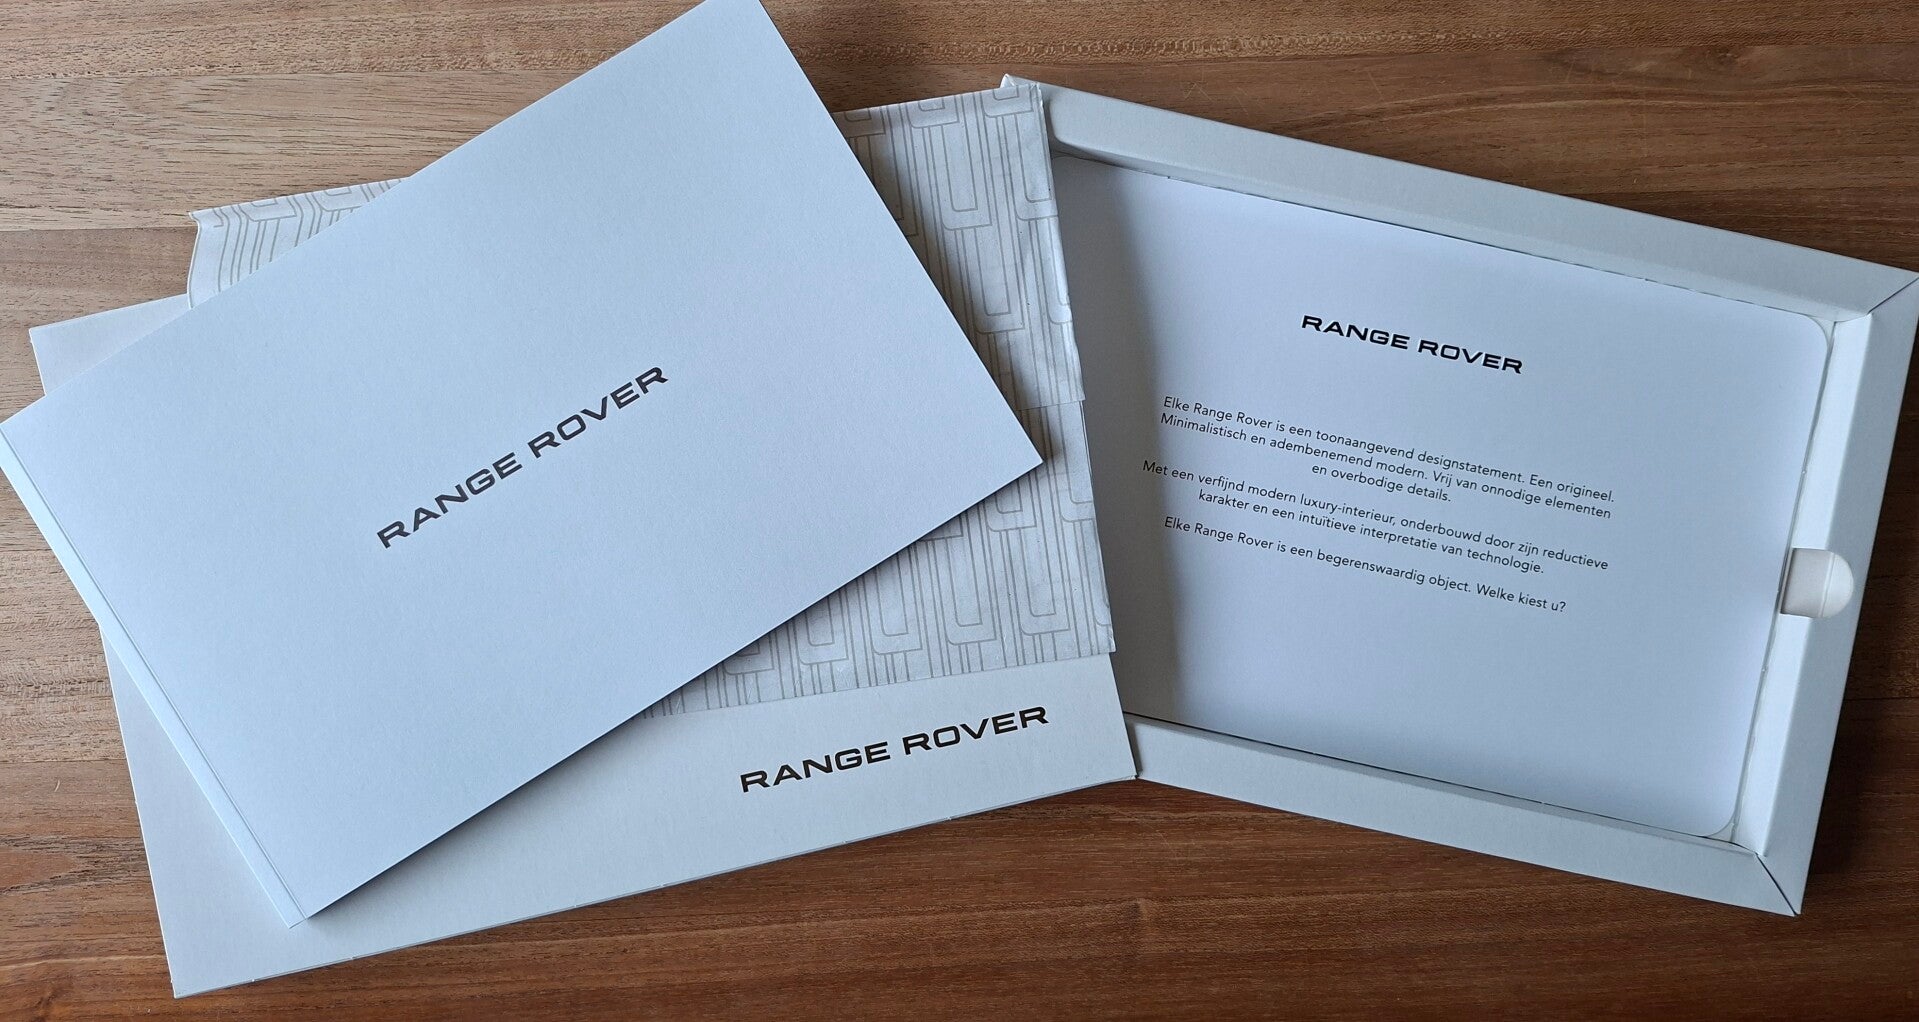 RANGE ROVER
RANGE ROVER
RANGE ROVER
Elke Range Rover is een toonaangevend designstatement. Een origineel.
Minimalistisch en adembenemend modern. Vrij van onnodige elementen
en overbodige details.
Met een verfijnd modern luxury-interieur, onderbouwd door zijn reductieve
karakter en een intuïtieve interpretatie van technologie.
Elke Range Rover is een begerenswaardig object. Welke kiest u?